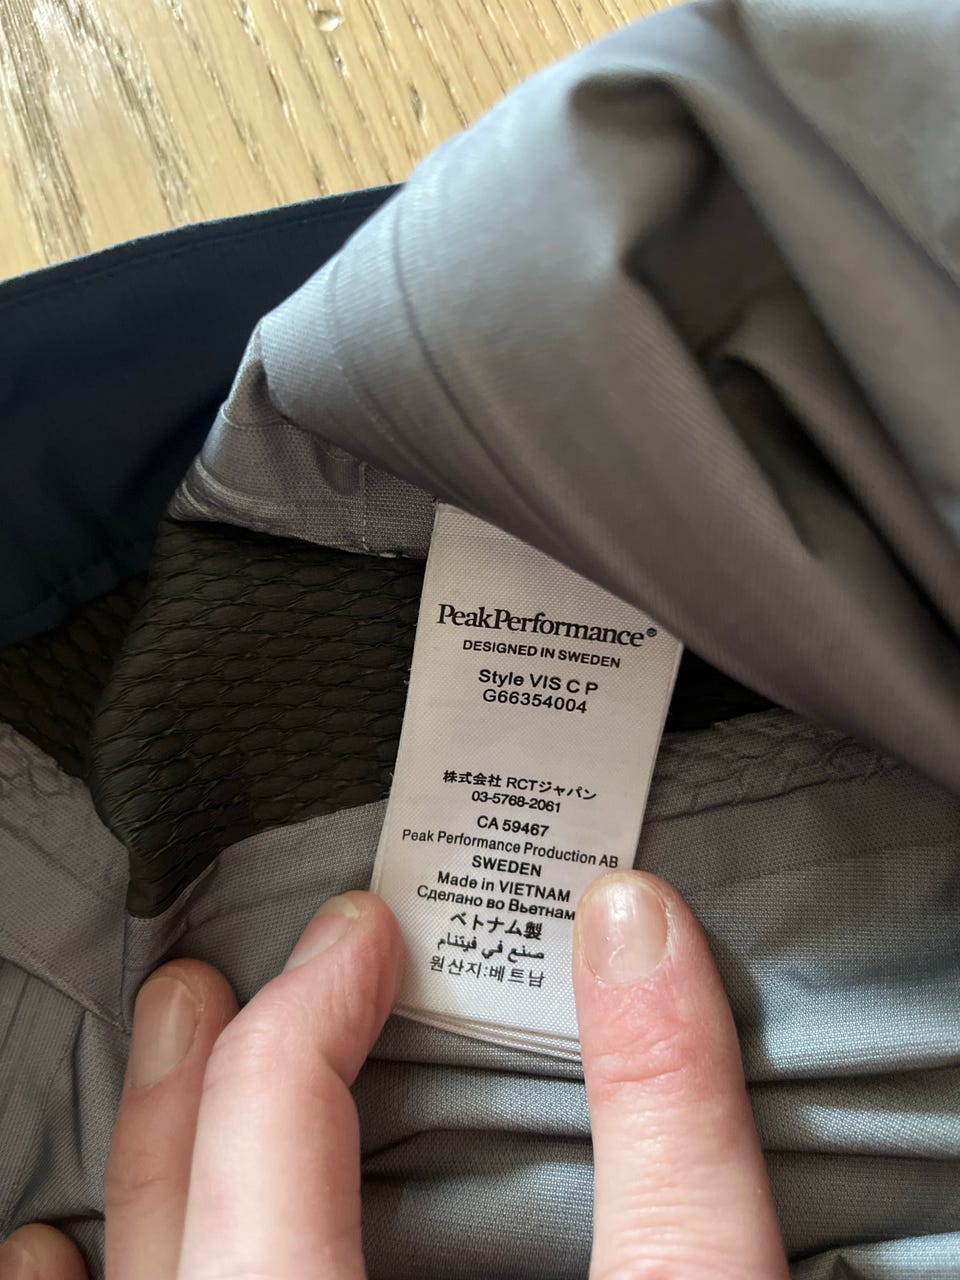 PeakPerformance®
DESIGNED IN SWEDEN
Style VIS C P
G66354004
株式会社 RCTジャパン
03-5768-2061
CA 59467
Peak Performance Production AB
SWEDEN
Made in VIETNAM
Сделано во Вьетнам
ベトナム製
صنع في فيتنام
원산지:베트남